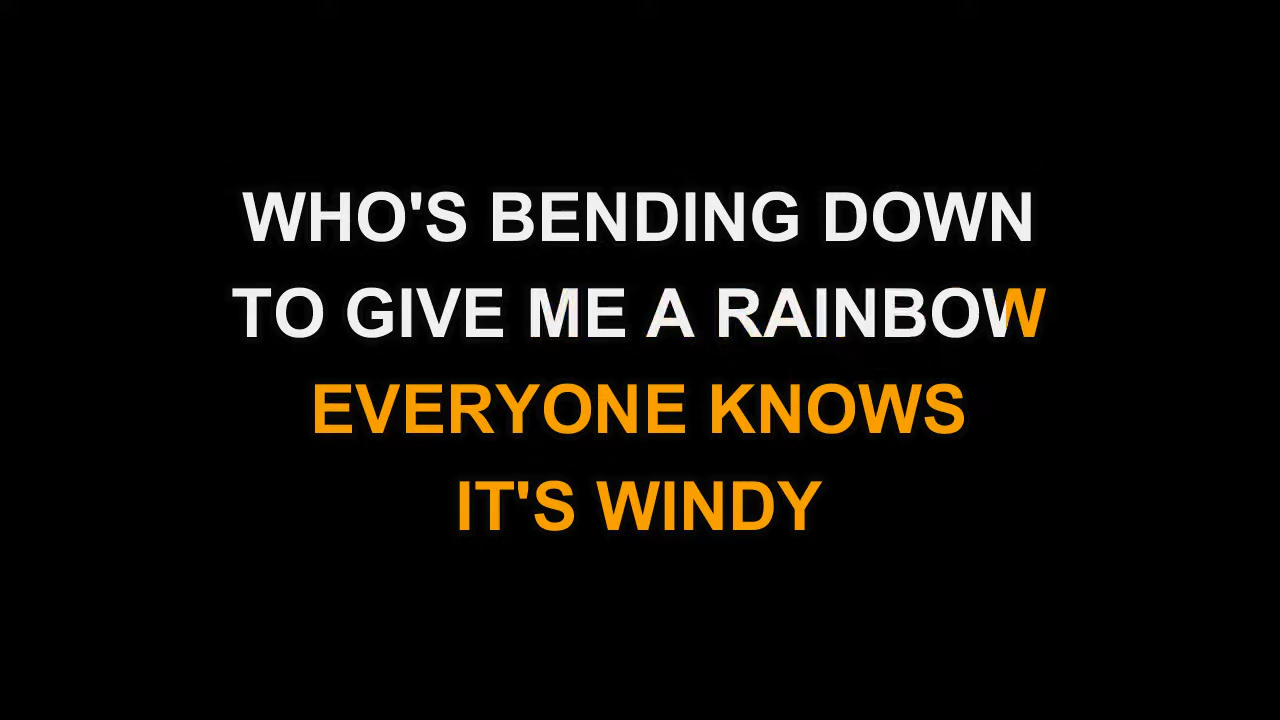 WHO'S BENDING DOWN
TO GIVE ME A RAINBOW
EVERYONE KNOWS
IT'S WINDY